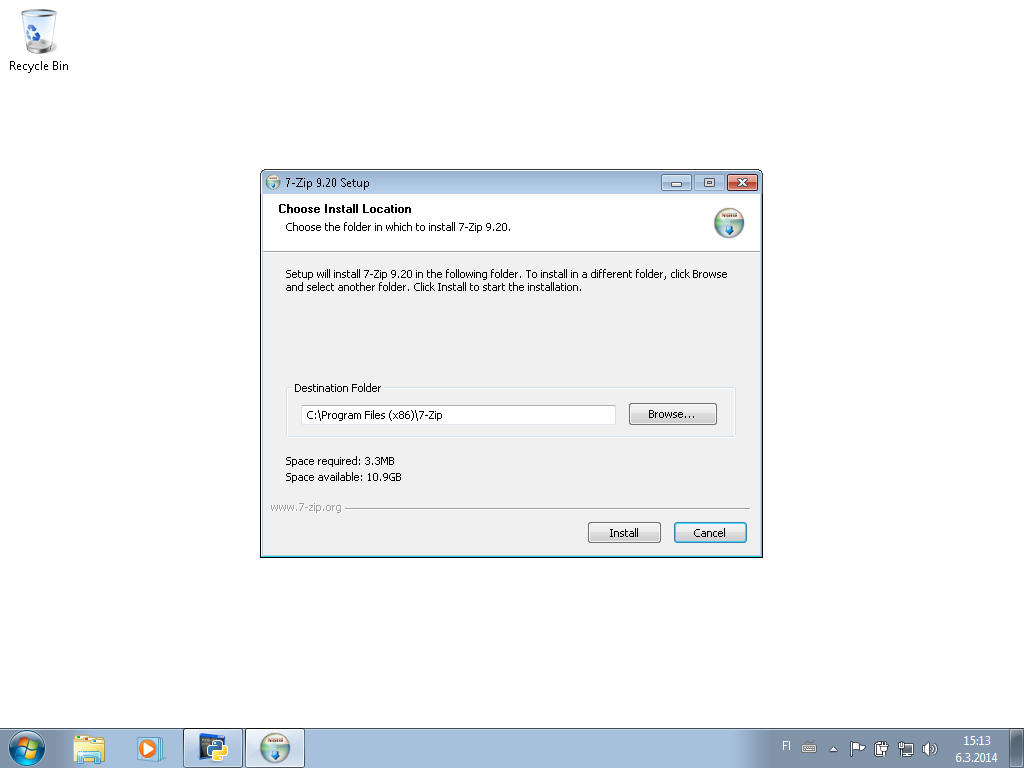 Recycle Bin
7-Zip 9.20 Setup
Choose Install Location
Choose the folder in which to install 7-Zip 9.20.
Setup will install 7-Zip 9.20 in the following folder. To install in a different folder, click Browse
and select another folder. Click Install to start the installation.
Destination Folder
C:\Program Files (x86)\7-Zip
Browse...
Space required: 3.3MB
Space available: 10.9GB
www.7-zip.org
Install
Cancel
FI
15:13
6.3.2014